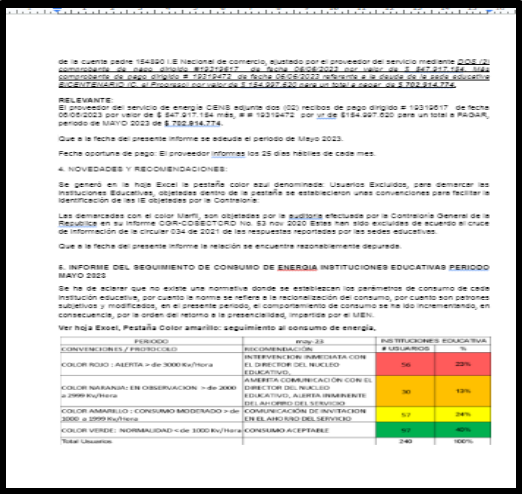 de la cuenta padre 154890 I.E Nacional de comercio, ajustado por el proveedor del servicio mediante DOS (2)
comprobante de pago dirigido #19319617 de fecha 06/06/2023 por valor de $ 547.917.154. Más
comprobante de pago dirigido # 19319472 de fecha 06/06/2023 referente a la deuda de la sede educativa
BICENTENARIO (C. el Progreso) por valor de $ 154.997.620 para un total a pagar de $ 702.914.774.
RELEVANTE:
El proveedor del servicio de energía CENS adjunta dos (02) recibos de pago dirigido # 19319617 de fecha
06/06/2023 por valor de $ 547.917.154 más, # # 19319472 por vr de $154.997.620 para un total a PAGAR,
periodo de MAYO 2023 de $ 702.914.774.
Que a la fecha del presente informe se adeuda el periodo de Mayo 2023.
Fecha oportuna de pago: El proveedor informas los 25 días hábiles de cada mes.
4. NOVEDADES Y RECOMENDACIONES:
Se generó en la hoja Excel la pestaña color azul denominada: Usuarios Excluidos, para demarcar las
Instituciones Educativas, objetadas dentro de la pestaña se establecieron unas convenciones para facilitar la
identificación de las IE objetadas por la Contraloría:
Las demarcadas con el color Marfil, son objetadas por la auditoria efectuada por la Contraloría General de la
Republica en su informe CGR-COSECTCRD No. 53 nov 2020 Estas han sido excluidas de acuerdo al cruce
de información de la circular 034 de 2021 de las respuestas reportadas por las sedes educativas.
Que a la fecha del presente informe la relación se encuentra razonablemente depurada.
5. INFORME DEL SEGUIMIENTO DE CONSUMO DE ENERGIA INSTITUCIONES EDUCATIVAS PERIODO
MAYO 2023
Se ha de aclarar que no existe una normativa donde se establezcan los parámetros de consumo de cada
institución educativa, por cuanto la norma se refiere a la racionalización del consumo, por cuanto son patrones
subjetivos y modificados, en el presente periodo, el comportamiento de consumo se ha ido incrementando, en
consecuencia, por la orden del retorno a la presencialidad, impartida por el MEN.
Ver hoja Excel, Pestaña Color amarillo: seguimiento al consumo de energía.
PERIODO may-23 INSTITUCIONES EDUCATIVA
CONVENCIONES / PROTOCOLO RECOMENDACIÓN # USUARIOS %
COLOR ROJO : ALERTA > de 3000 Kv/Hora INTERVENCION INMEDIATA CON EL DIRECTOR DEL NUCLEO EDUCATIVO, 56 23%
COLOR NARANJA: EN OBSERVACION > de 2000 a 2999 Kv/Hora AMERITA COMUNICACIÓN CON EL DIRECTOR DEL NUCLEO EDUCATIVO, ALERTA INMINENTE DEL AHORRO DEL SERVICIO 30 13%
COLOR AMARILLO : CONSUMO MODERADO > de 1000 a 1999 Kv/Hora COMUNICACIÓN DE INVITACION EN EL AHORRO DEL SERVICIO 57 24%
COLOR VERDE: NORMALIDAD < de 1000 Kv/Hora CONSUMO ACEPTABLE 97 40%
Total Usuarios 240 100%